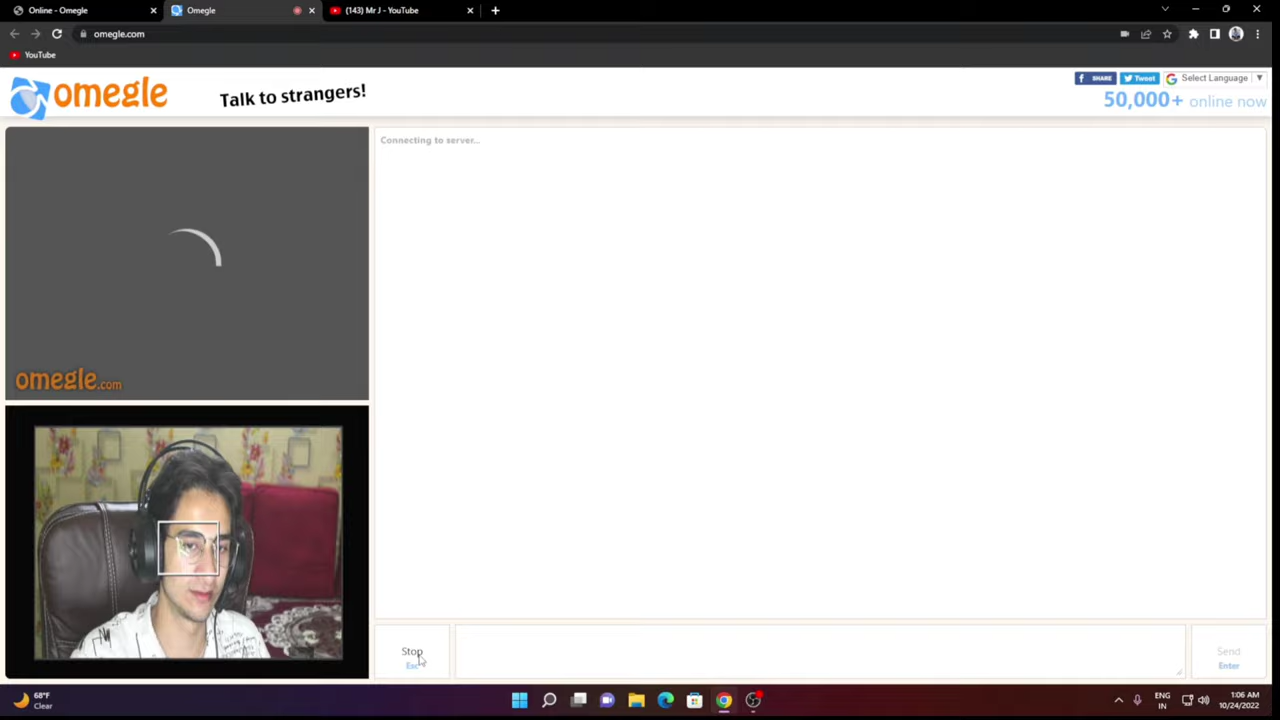 Online - Omegle
Omegle
(143) Mr J - YouTube
omegle.com
YouTube
omegle
Talk to strangers!
SHARE
Tweet
Select Language
50,000+ online now
Connecting to server...
omegle.com
Stop
Esc
Send
Enter
68°F
Clear
ENG
IN
1:06 AM
10/24/2022